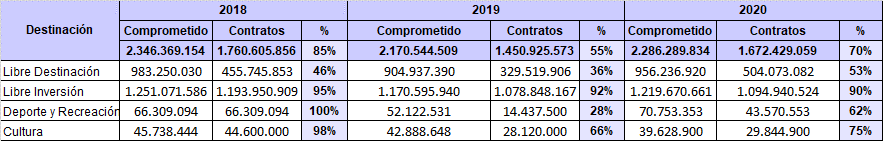 Destinación 2018 2019 2020
Comprometido Contratos % Comprometido Contratos % Comprometido Contratos %
2.346.369.154 1.760.605.856 85% 2.170.544.509 1.450.925.573 55% 2.286.289.834 1.672.429.059 70%
Libre Destinación 983.250.030 455.745.853 46% 904.937.390 329.519.906 36% 956.236.920 504.073.082 53%
Libre Inversión 1.251.071.586 1.193.950.909 95% 1.170.595.940 1.078.848.167 92% 1.219.670.661 1.094.940.524 90%
Deporte y Recreación 66.309.094 66.309.094 100% 52.122.531 14.437.500 28% 70.753.353 43.570.553 62%
Cultura 45.738.444 44.600.000 98% 42.888.648 28.120.000 66% 39.628.900 29.844.900 75%